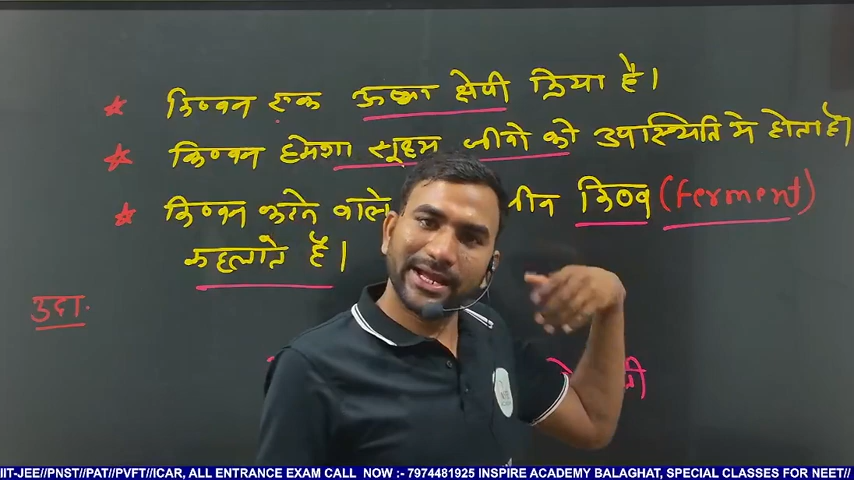 ★ किण्वन एक ऊष्मा क्षेपी क्रिया है।
★ किण्वन हमेशा सूक्ष्म जीवो की उपस्थिति मे होता है।
★ किण्वन करने वाले जीव किण्व (ferment)
कहलाते है।
उदा.
IIT-JEE//PNST//PAT//PVFT//ICAR, ALL ENTRANCE EXAM CALL NOW :- 7974481925 INSPIRE ACADEMY BALAGHAT, SPECIAL CLASSES FOR NEET//